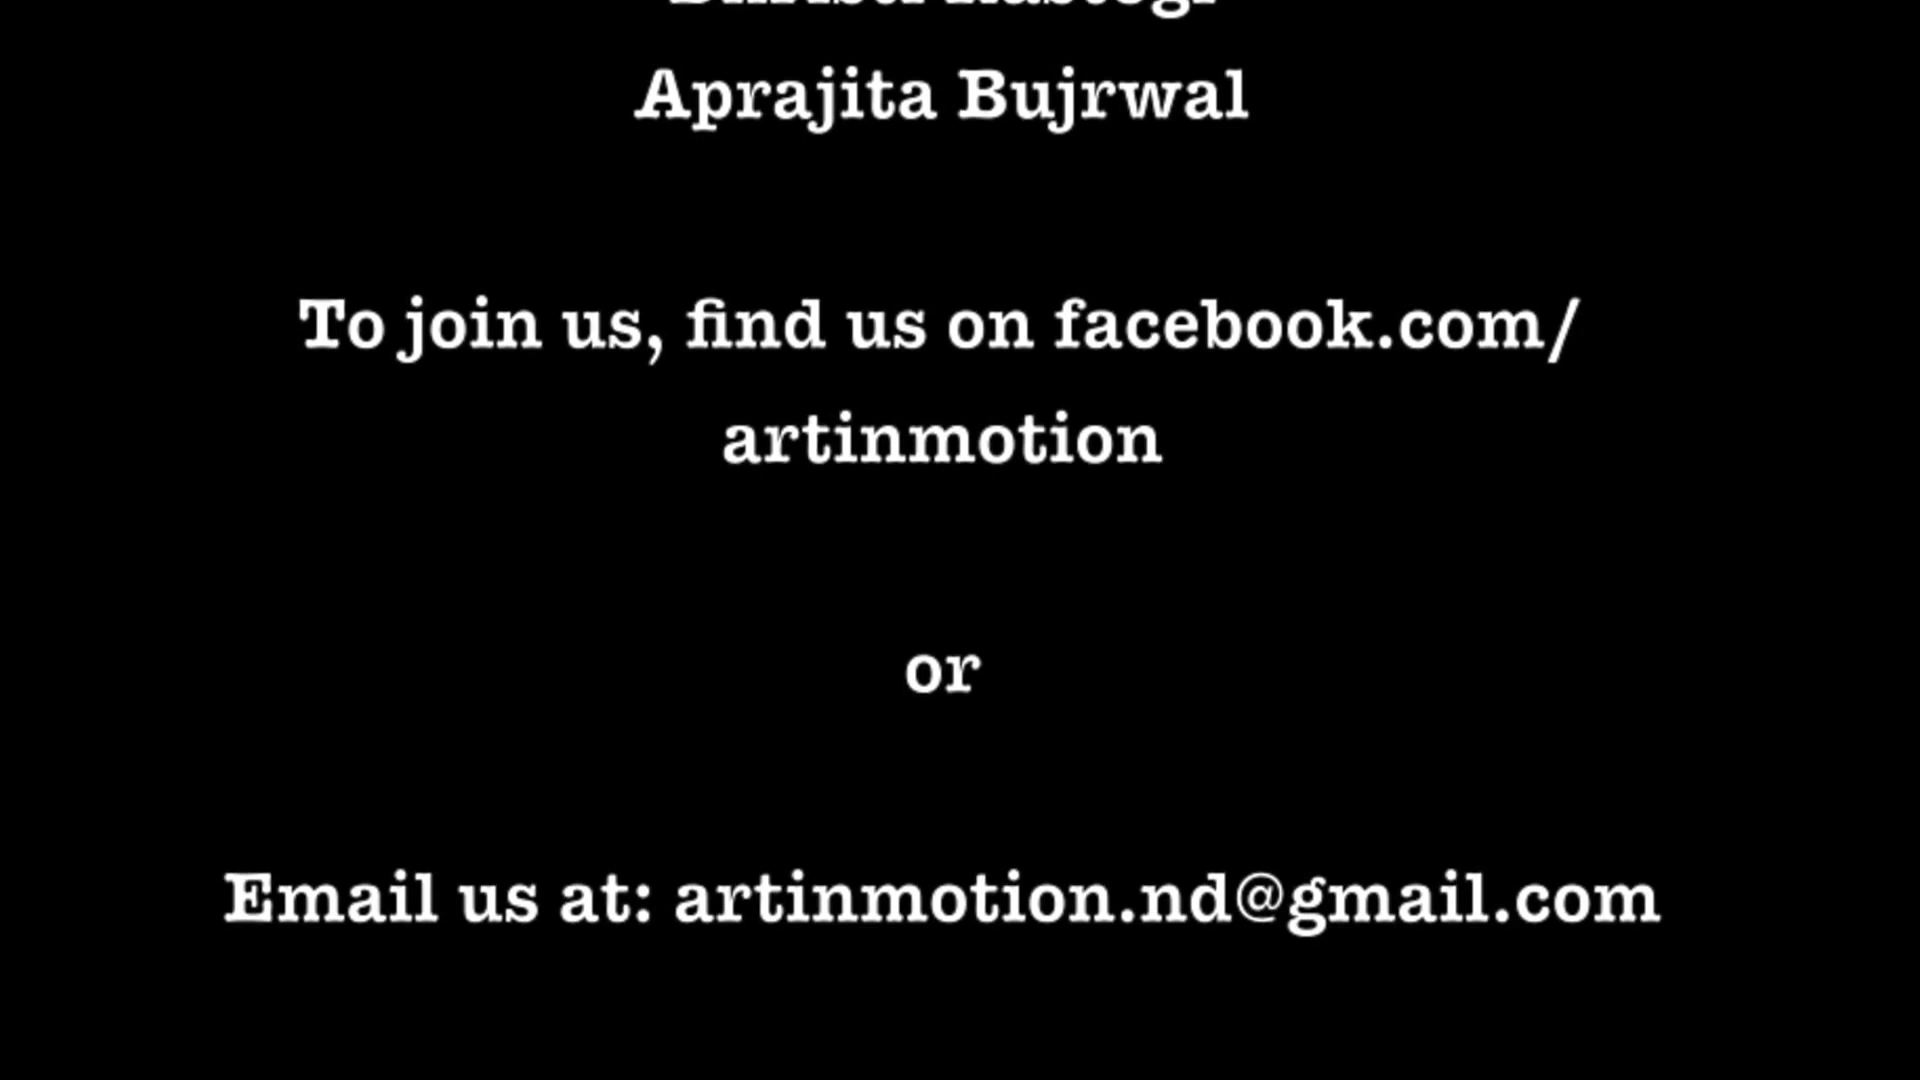 Aprajita Bujrwal
To join us, find us on facebook.com/
artinmotion
or
Email us at: artinmotion.nd@gmail.com